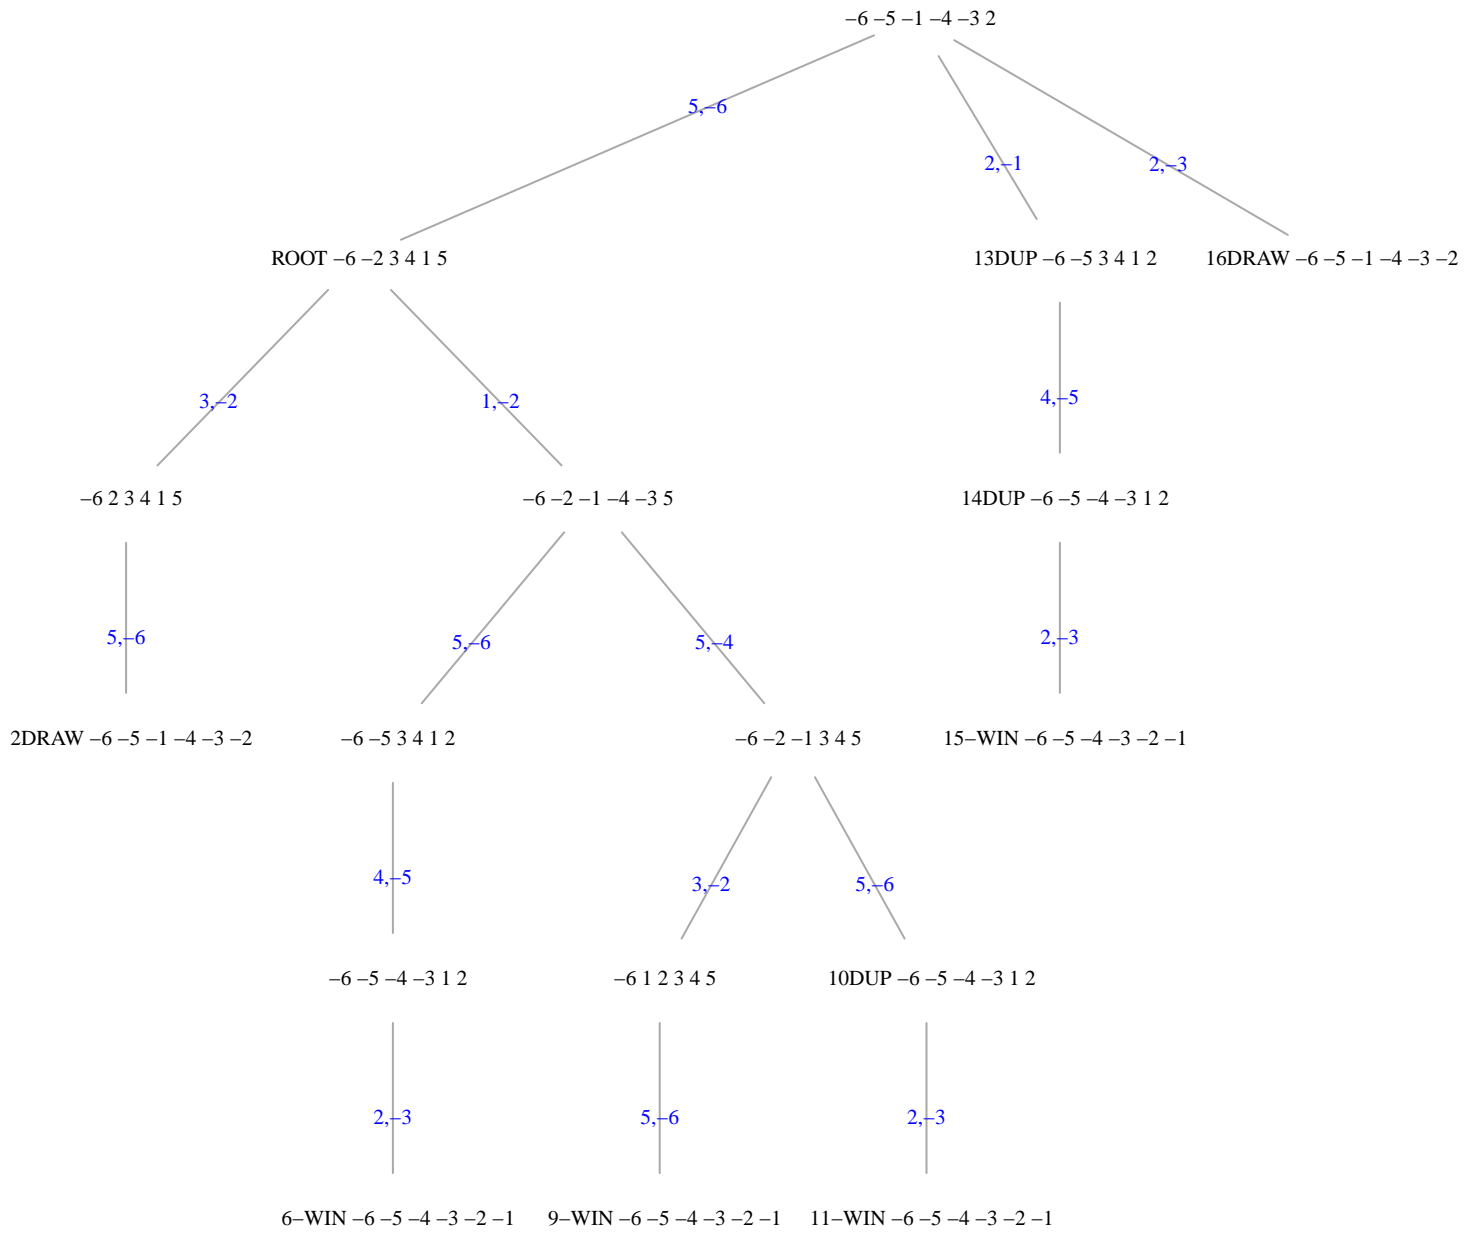 –6 –5 –1 –4 –3 2
5,–6
2,–1
2,–3
ROOT –6 –2 3 4 1 5
13DUP –6 –5 3 4 1 2
16DRAW –6 –5 –1 –4 –3 –2
3,–2
1,–2
4,–5
–6 2 3 4 1 5
–6 –2 –1 –4 –3 5
14DUP –6 –5 –4 –3 1 2
5,–6
5,–6
5,–4
2,–3
2DRAW –6 –5 –1 –4 –3 –2
–6 –5 3 4 1 2
–6 –2 –1 3 4 5
15–WIN –6 –5 –4 –3 –2 –1
4,–5
3,–2
5,–6
–6 –5 –4 –3 1 2
–6 1 2 3 4 5
10DUP –6 –5 –4 –3 1 2
2,–3
5,–6
2,–3
6–WIN –6 –5 –4 –3 –2 –1
9–WIN –6 –5 –4 –3 –2 –1
11–WIN –6 –5 –4 –3 –2 –1